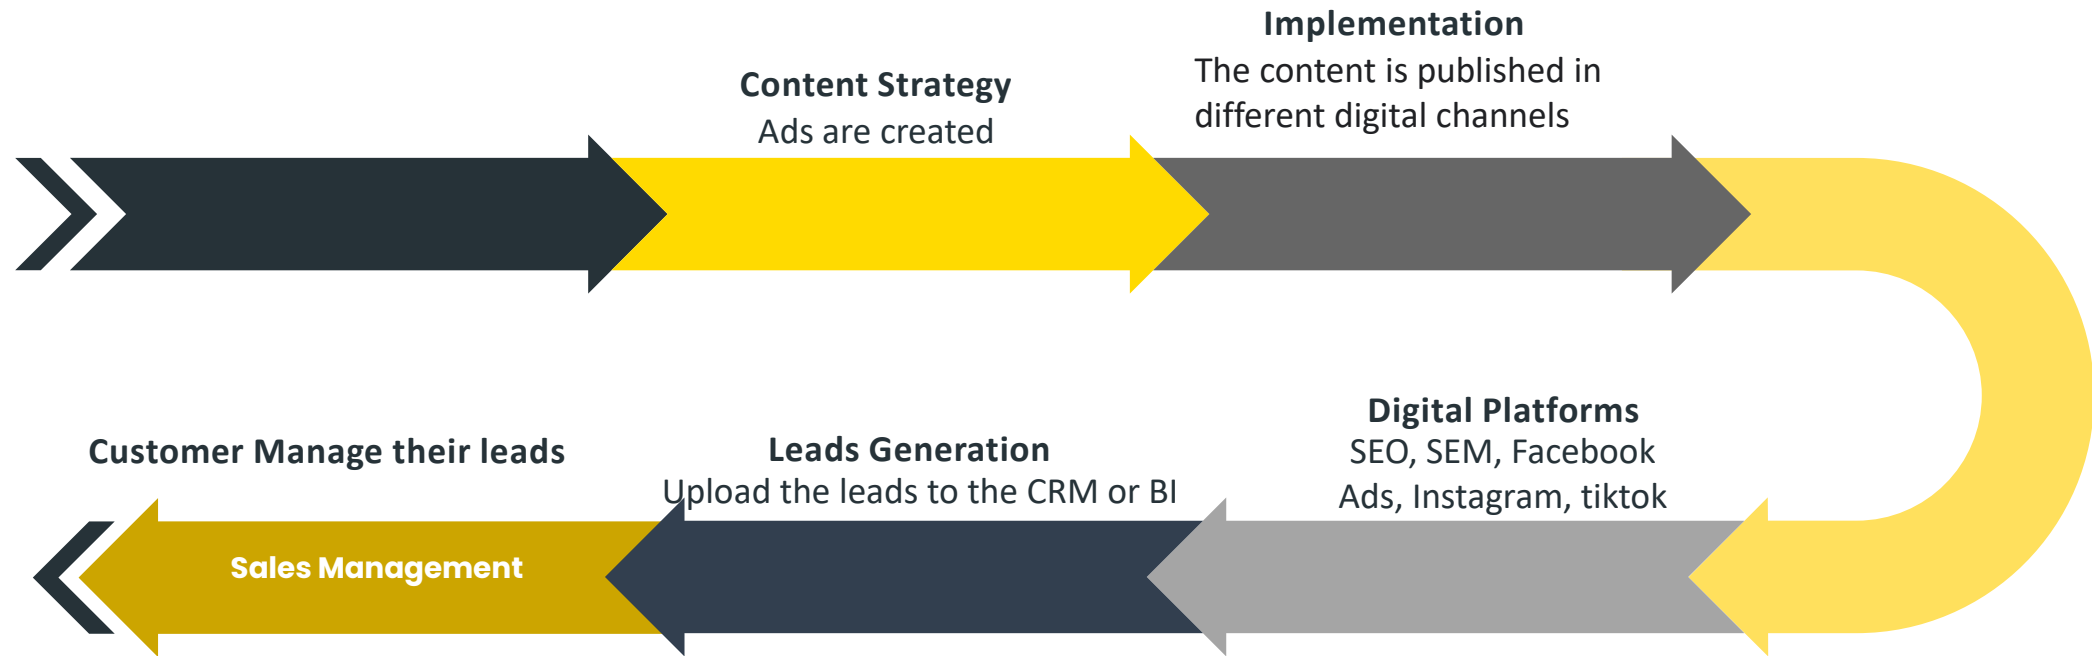 Content Strategy
Ads are created
Implementation
The content is published in
different digital channels
Digital Platforms
SEO, SEM, Facebook
Ads, Instagram, tiktok
Leads Generation
Upload the leads to the CRM or BI
Customer Manage their leads
Sales Management